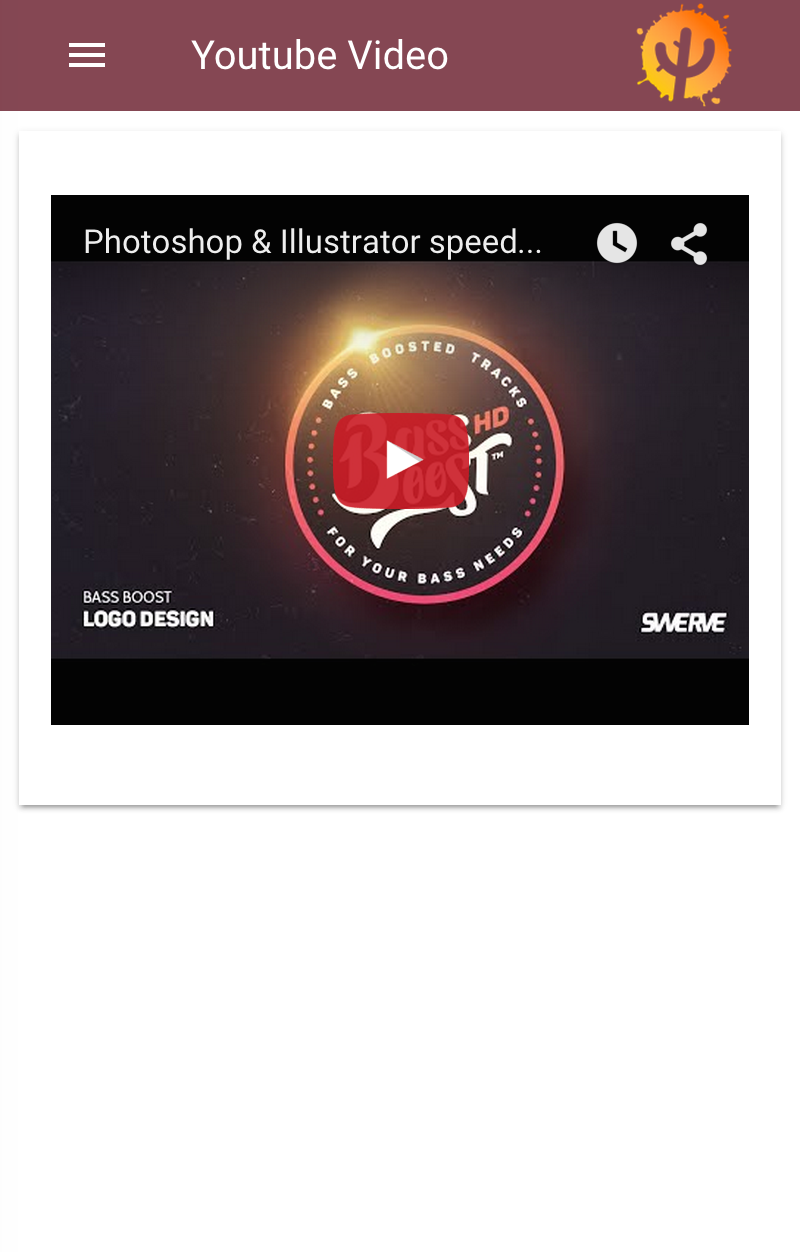 Youtube Video
Photoshop & Illustrator speed...
BASS BOOSTED TRACKS
HD
Bass
Boost™
FOR YOUR BASS NEEDS
BASS BOOST
LOGO DESIGN
SWERVE